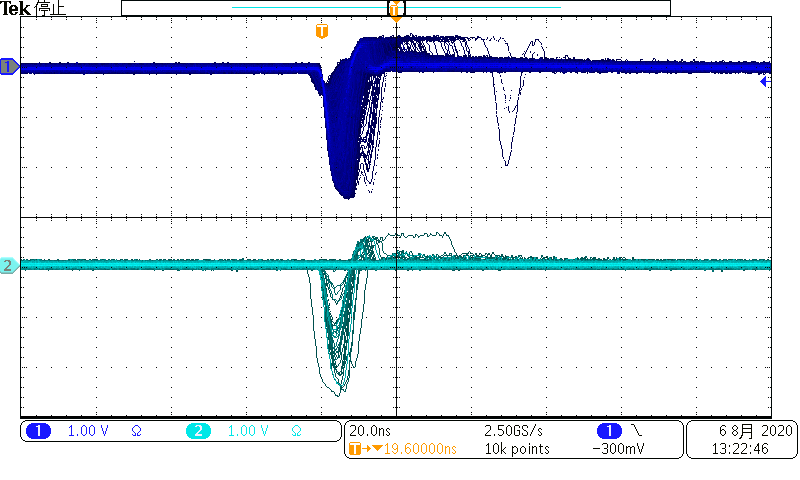 Tek 停止
T
T
1
2
1 1.00 V Ω 2 1.00 V Ω
20.0ns 2.50GS/s 1 -300mV
T→▼19.60000ns 10k points
6 8月 2020
13:22:46